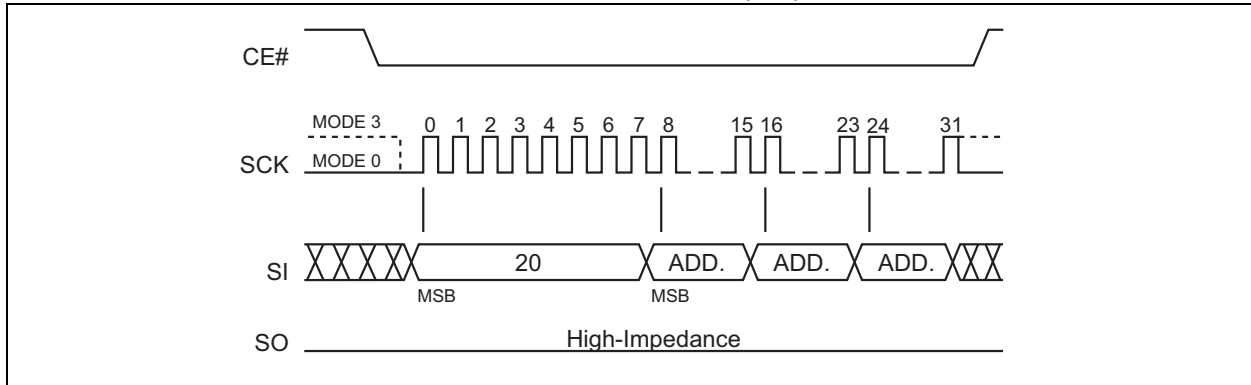 CE#
MODE 3 0 1 2 3 4 5 6 7 8 15 16 23 24 31
SCK MODE 0
SI 20 ADD. ADD. ADD.
MSB MSB
SO High-Impedance